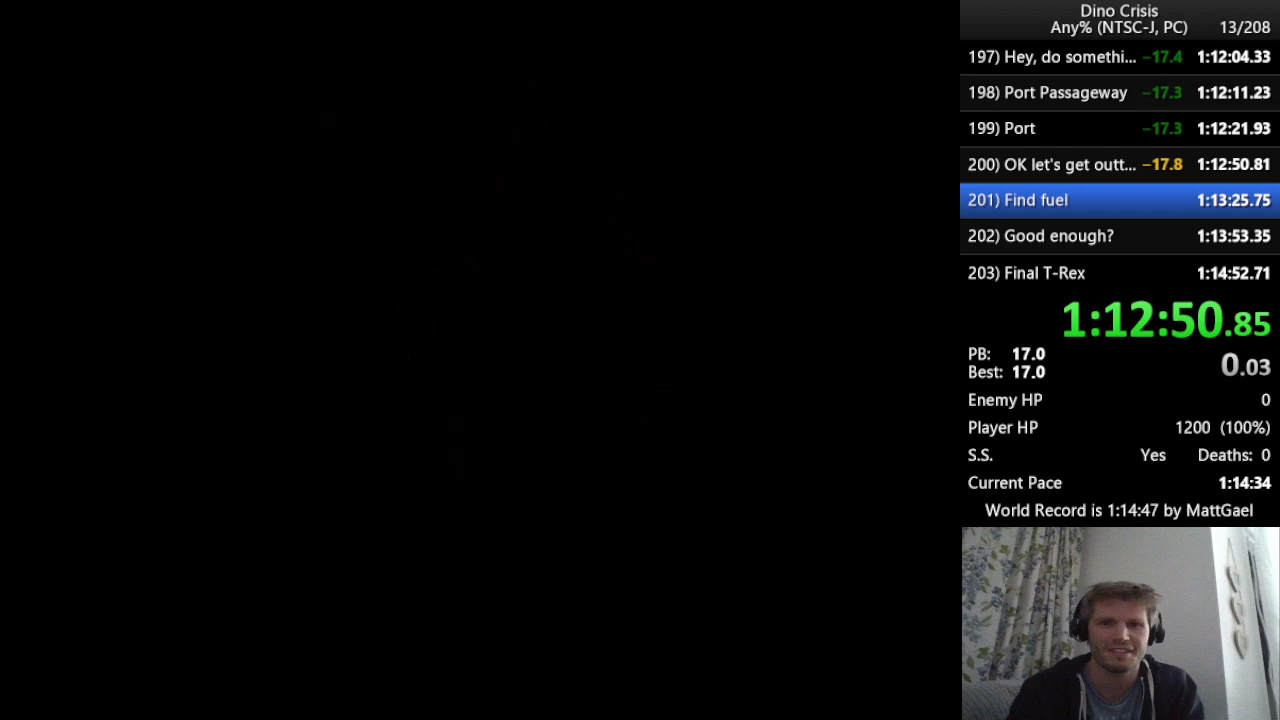 Dino Crisis
Any% (NTSC-J, PC) 13/208
197) Hey, do somethi... −17.4 1:12:04.33
198) Port Passageway −17.3 1:12:11.23
199) Port −17.3 1:12:21.93
200) OK let's get outt... −17.8 1:12:50.81
201) Find fuel 1:13:25.75
202) Good enough? 1:13:53.35
203) Final T-Rex 1:14:52.71
1:12:50.85
PB: 17.0 0.03
Best: 17.0
Enemy HP 0
Player HP 1200 (100%)
S.S. Yes Deaths: 0
Current Pace 1:14:34
World Record is 1:14:47 by MattGael